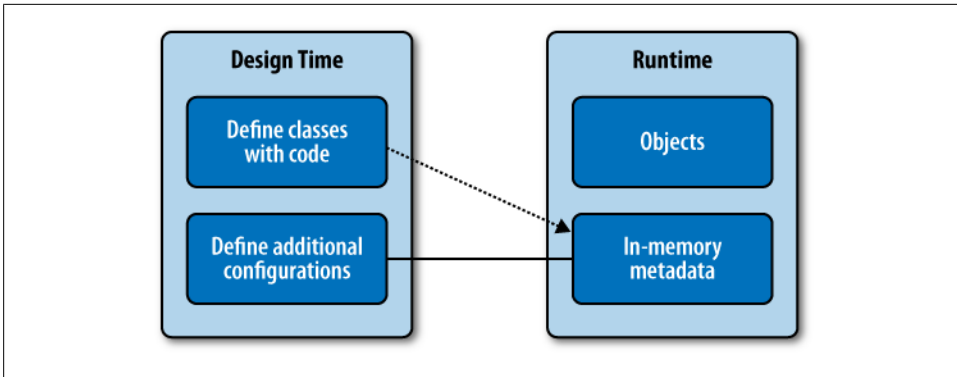 Design Time
Define classes
with code
Define additional
configurations
Runtime
Objects
In-memory
metadata